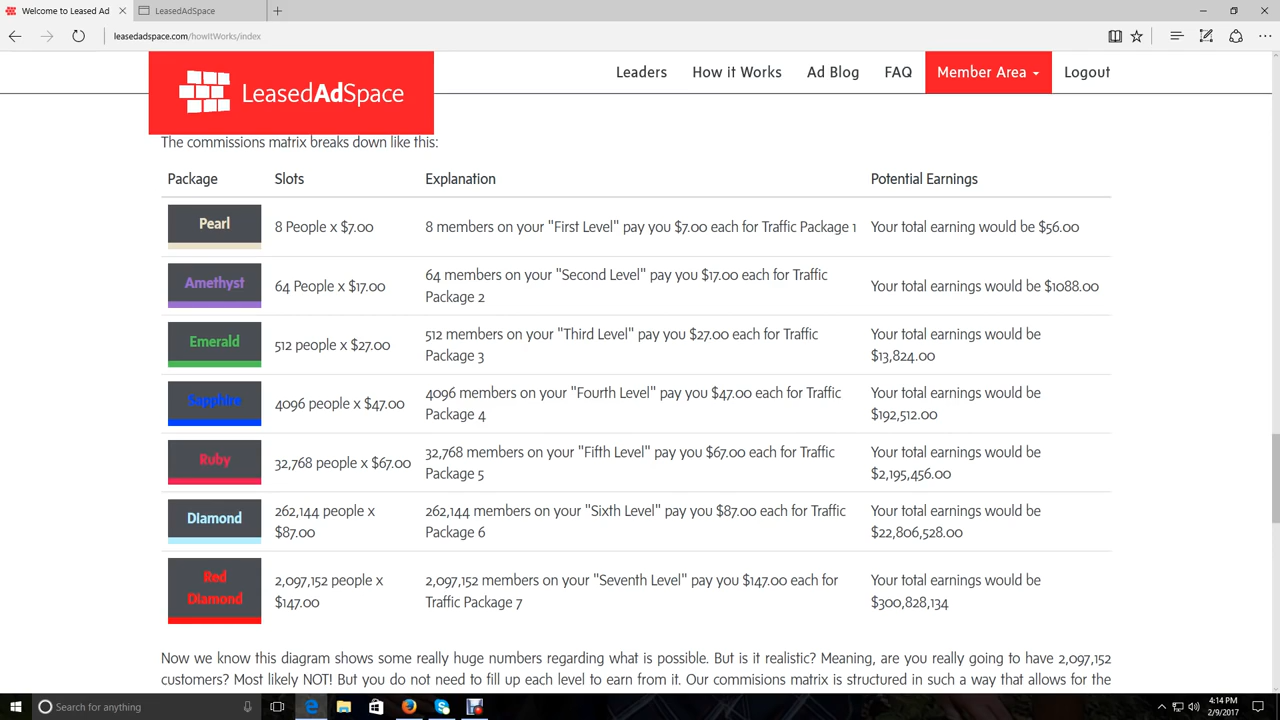 Welcome to Leased Ad
LeasedAdSpace
leasedadspace.com/howItWorks/index
LeasedAdSpace
Leaders
How it Works
Ad Blog
FAQ
Member Area
Logout
The commissions matrix breaks down like this:
Package Slots Explanation Potential Earnings
Pearl
8 People x $7.00
8 members on your "First Level" pay you $7.00 each for Traffic Package 1
Your total earning would be $56.00
Amethyst
64 People x $17.00
64 members on your "Second Level" pay you $17.00 each for Traffic
Package 2
Your total earnings would be $1088.00
Emerald
512 people x $27.00
512 members on your "Third Level" pay you $27.00 each for Traffic
Package 3
Your total earnings would be
$13,824.00
Sapphire
4096 people x $47.00
4096 members on your "Fourth Level" pay you $47.00 each for Traffic
Package 4
Your total earnings would be
$192,512.00
Ruby
32,768 people x $67.00
32,768 members on your "Fifth Level" pay you $67.00 each for Traffic
Package 5
Your total earnings would be
$2,195,456.00
Diamond
262,144 people x
$87.00
262,144 members on your "Sixth Level" pay you $87.00 each for Traffic
Package 6
Your total earnings would be
$22,806,528.00
Red
Diamond
2,097,152 people x
$147.00
2,097,152 members on your "Seventh Level" pay you $147.00 each for
Traffic Package 7
Your total earnings would be
$300,828,134
Now we know this diagram shows some really huge numbers regarding what is possible. But is it realistic? Meaning, are you really going to have 2,097,152
customers? Most likely NOT! But you do not need to fill up each level to earn from it. Our commisions matrix is structured in such a way that allows for the
Search for anything
4:14 PM
2/9/2017